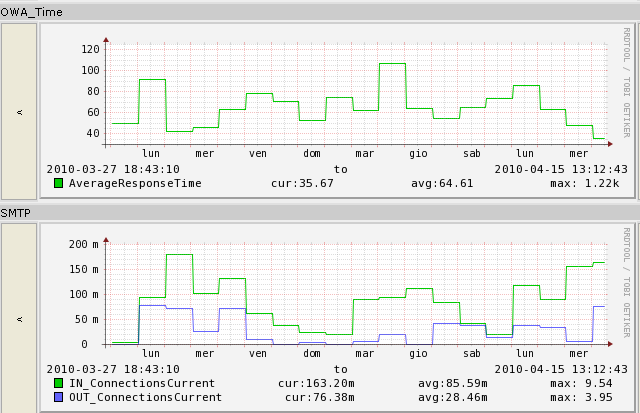 OWA_Time
<
RRDTOOL / TOBI OETIKER
120
100
80
60
40
lun mer ven dom mar gio sab lun mer
2010-03-27 18:43:10 to 2010-04-15 13:12:43
AverageResponseTime cur:35.67 avg:64.61 max: 1.22k
SMTP
<
RRDTOOL / TOBI OETIKER
200 m
150 m
100 m
50 m
0
lun mer ven dom mar gio sab lun mer
2010-03-27 18:43:10 to 2010-04-15 13:12:43
IN_ConnectionsCurrent cur:163.20m avg:85.59m max: 9.54
OUT_ConnectionsCurrent cur:76.38m avg:28.46m max: 3.95